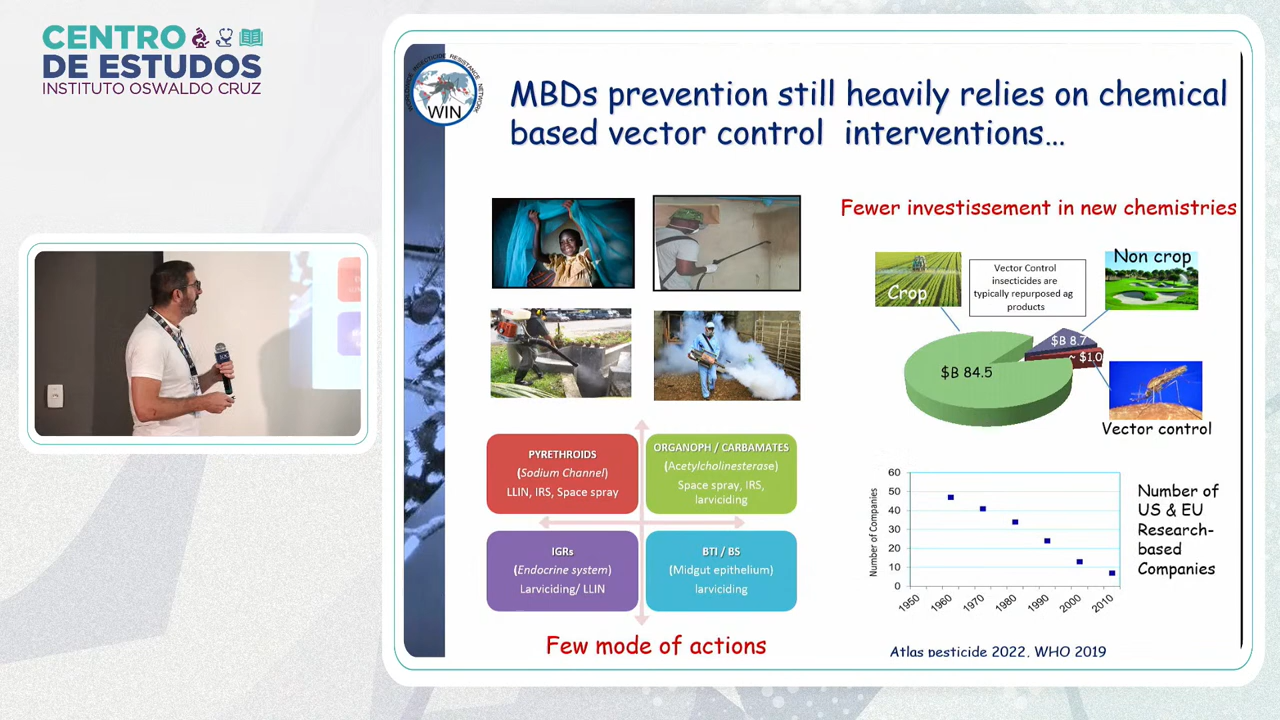 CENTRO
DE ESTUDOS
INSTITUTO OSWALDO CRUZ
WORLDWIDE INSECTICIDE RESISTANCE NETWORK
WIN
MBDs prevention still heavily relies on chemical
based vector control interventions…
Fewer investissement in new chemistries
Crop
Vector Control
insecticides are
typically repurposed ag
products
Non crop
$B 84.5
$B 8.7
~ $1.0
Vector control
PYRETHROIDS
(Sodium Channel)
LLIN, IRS, Space spray
ORGANOPH / CARBAMATES
(Acetylcholinesterase)
Space spray, IRS,
larviciding
IGRs
(Endocrine system)
Larviciding/ LLIN
BTI / BS
(Midgut epithelium)
larviciding
Few mode of actions
Number of Companies
60
50
40
30
20
10
0
1950
1960
1970
1980
1990
2000
2010
Number of
US & EU
Research-
based
Companies
Atlas pesticide 2022, WHO 2019